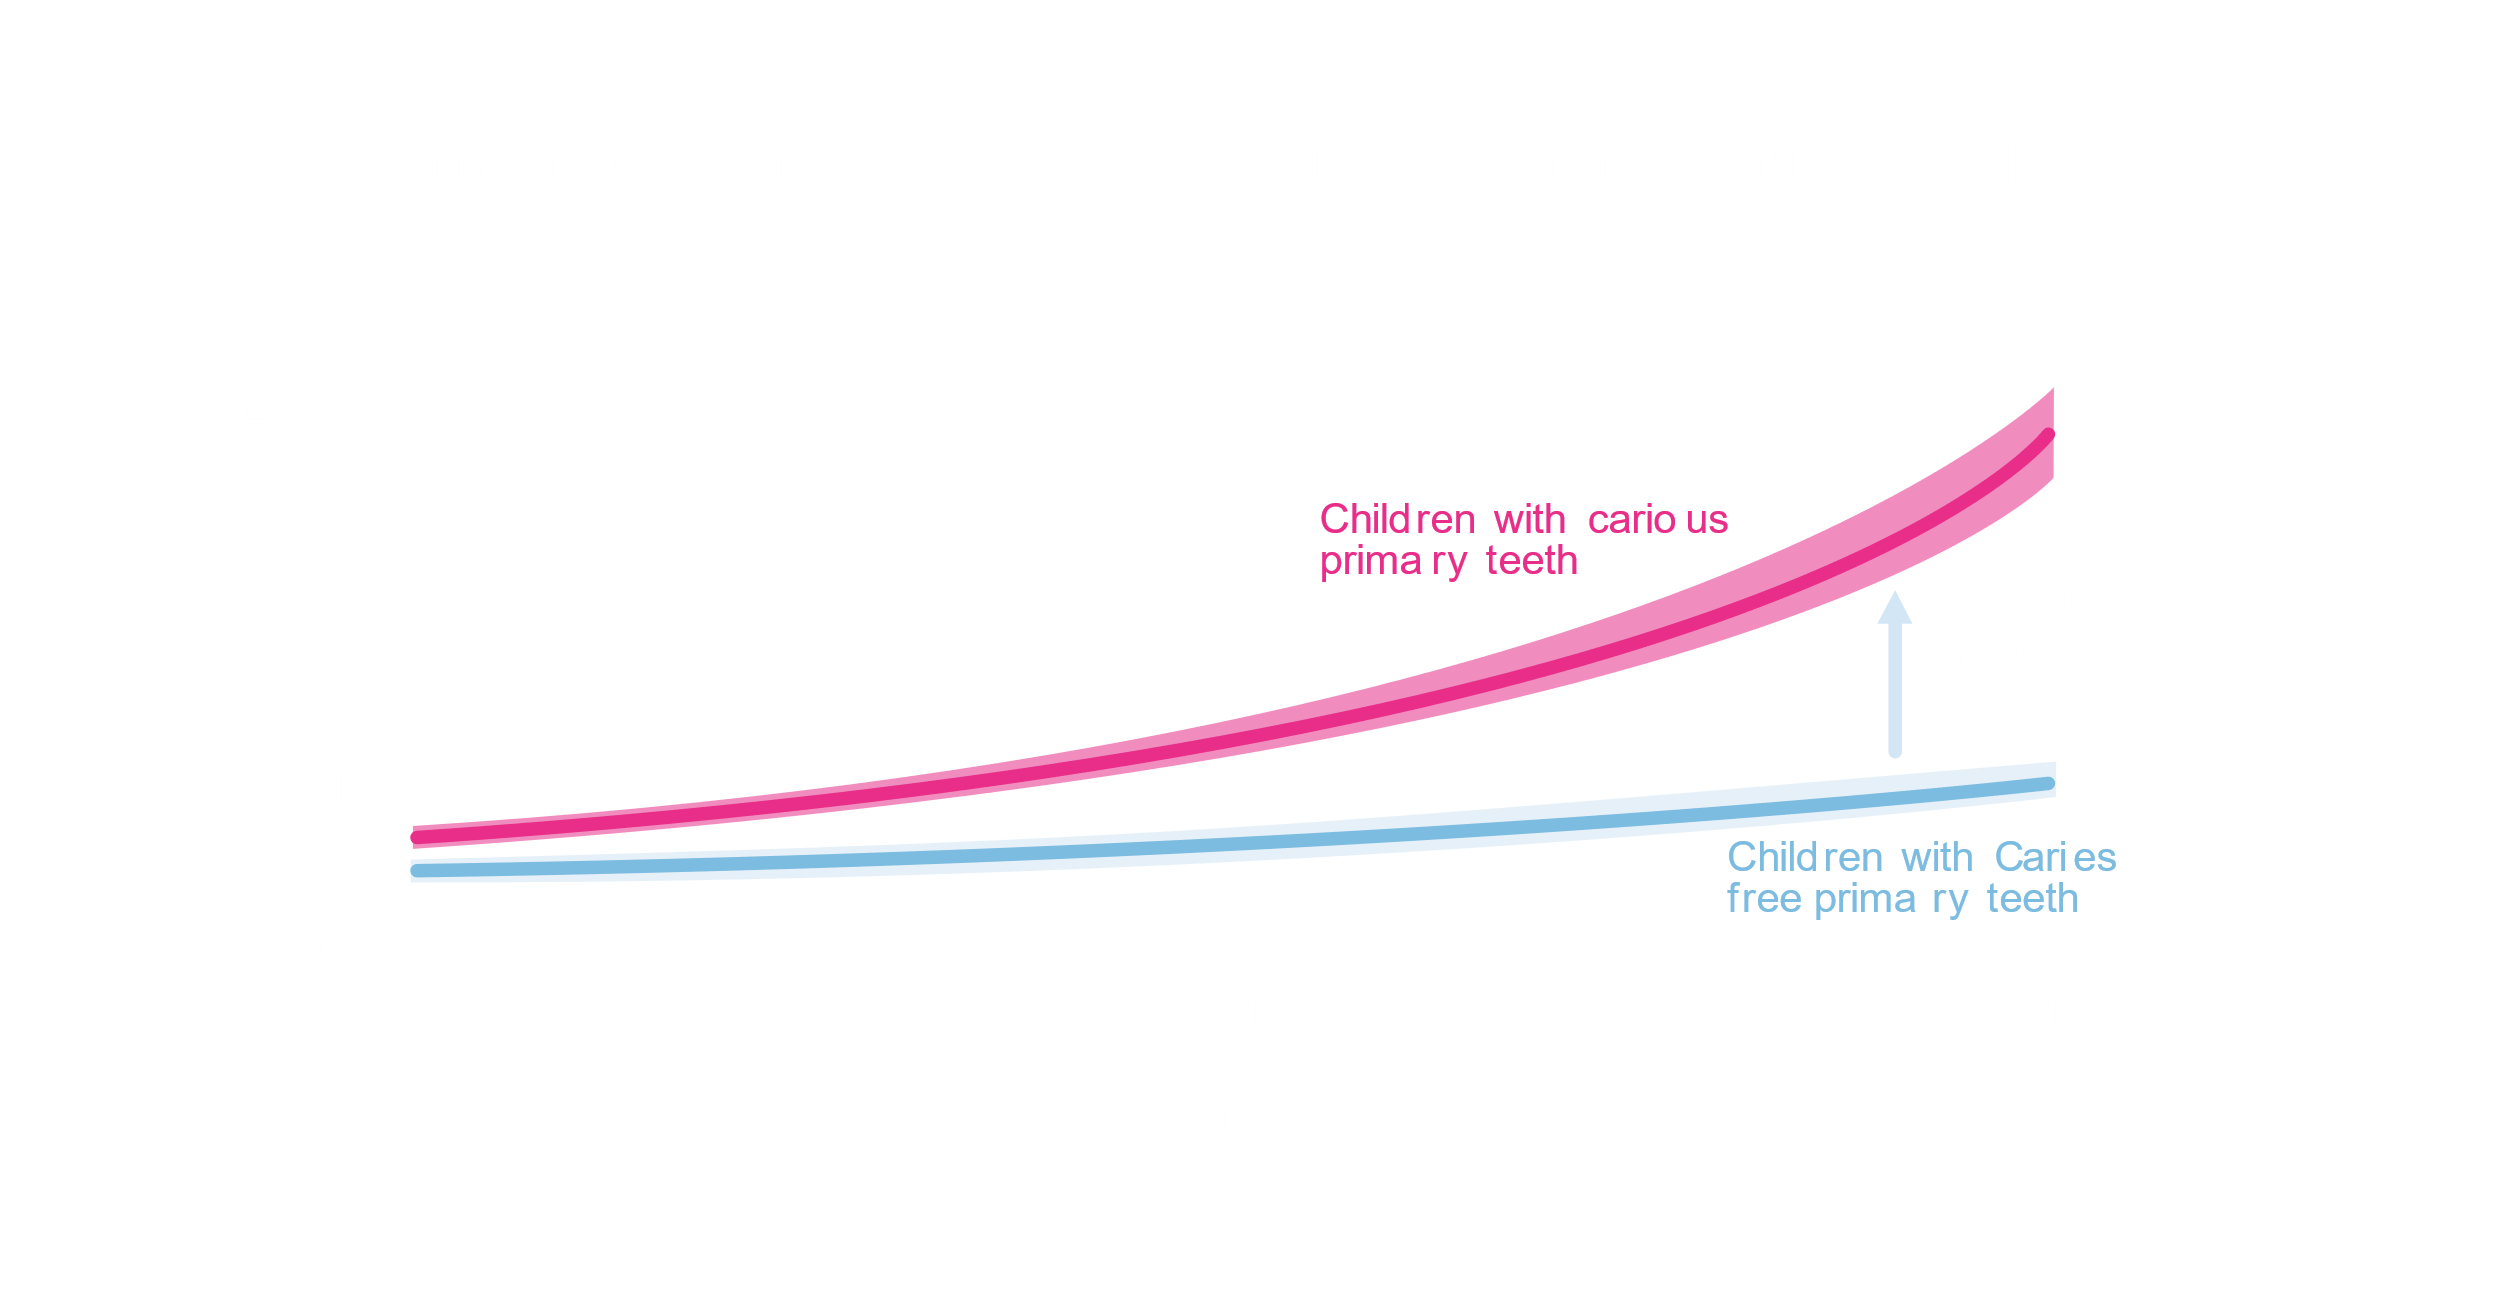 Children with carious
primary teeth
Children with Caries
free primary teeth